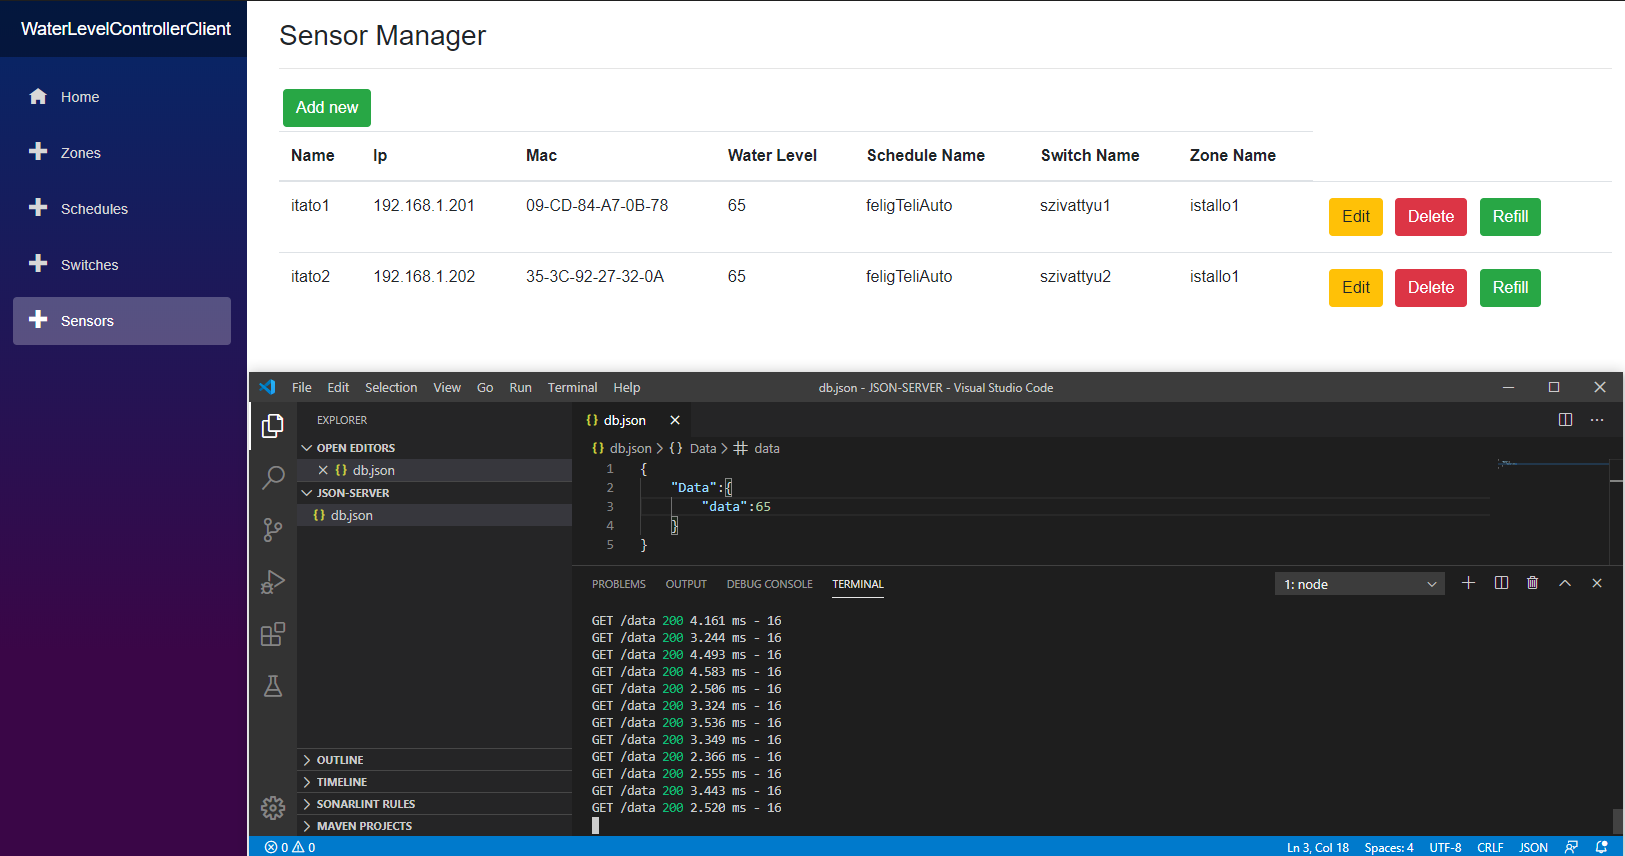 WaterLevelControllerClient
Home
Zones
Schedules
Switches
Sensors
Sensor Manager
Add new
Name Ip Mac Water Level Schedule Name Switch Name Zone Name
itato1 192.168.1.201 09-CD-84-A7-0B-78 65 feligTeliAuto szivattyu1 istallo1 Edit Delete Refill
itato2 192.168.1.202 35-3C-92-27-32-0A 65 feligTeliAuto szivattyu2 istallo1 Edit Delete Refill
File Edit Selection View Go Run Terminal Help db.json - JSON-SERVER - Visual Studio Code
EXPLORER
OPEN EDITORS
{} db.json
JSON-SERVER
{} db.json
OUTLINE
TIMELINE
SONARLINT RULES
MAVEN PROJECTS
{} db.json
{} db.json > {} Data > # data
1 {
2 "Data":{
3 "data":65
4 }
5 }
PROBLEMS OUTPUT DEBUG CONSOLE TERMINAL 1: node
GET /data 200 4.161 ms - 16
GET /data 200 3.244 ms - 16
GET /data 200 4.493 ms - 16
GET /data 200 4.583 ms - 16
GET /data 200 2.506 ms - 16
GET /data 200 3.324 ms - 16
GET /data 200 3.536 ms - 16
GET /data 200 3.349 ms - 16
GET /data 200 2.366 ms - 16
GET /data 200 2.555 ms - 16
GET /data 200 3.443 ms - 16
GET /data 200 2.520 ms - 16
0 0 Ln 3, Col 18 Spaces: 4 UTF-8 CRLF JSON